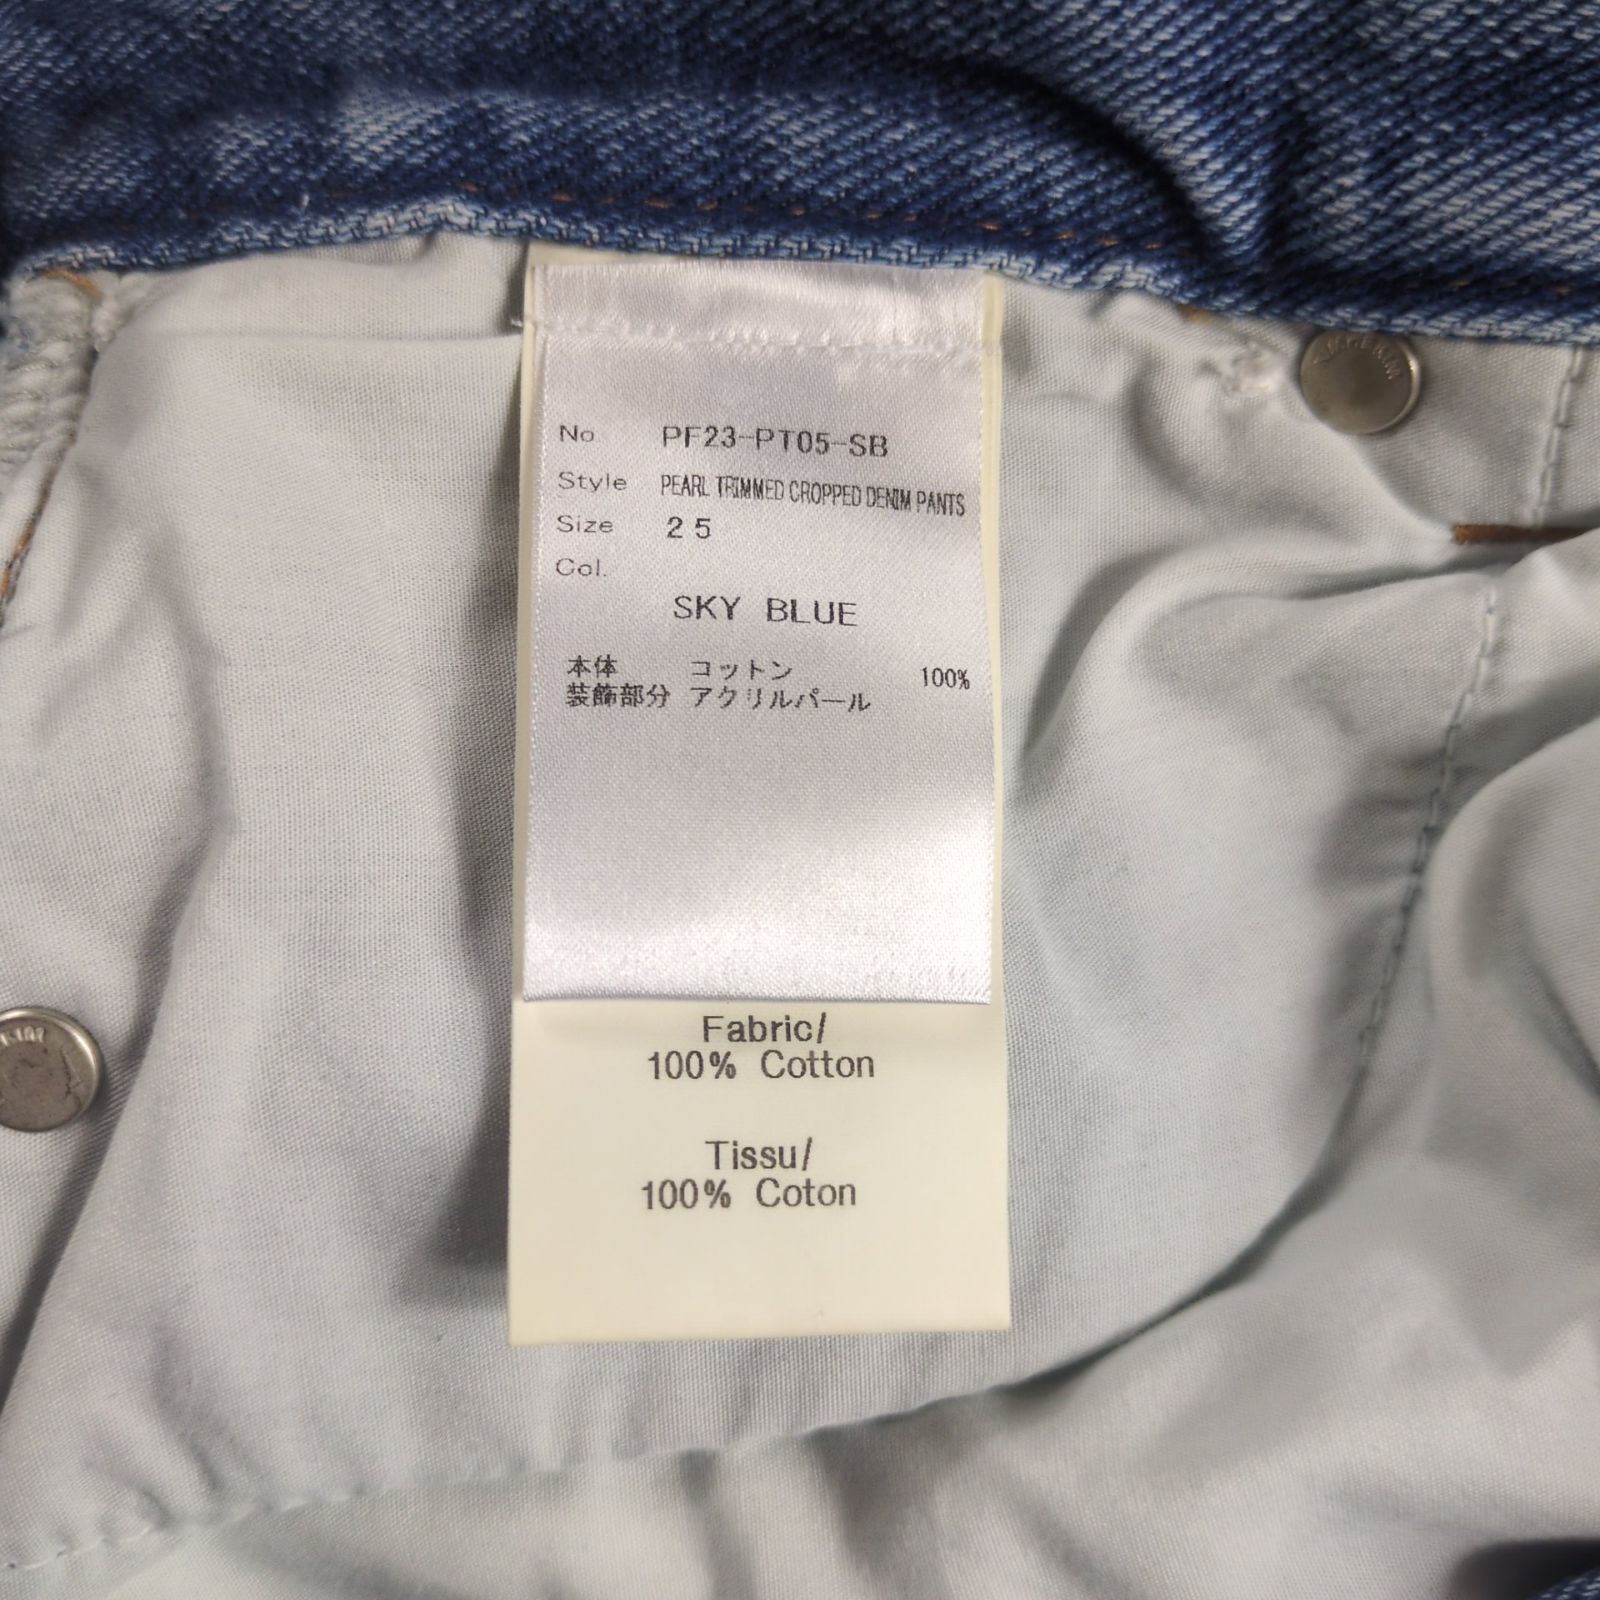 No PF23-PT05-SB
Style PEARL TRIMMED CROPPED DENIM PANTS
Size 25
Col.
SKY BLUE
本体 コットン 100%
装飾部分 アクリルパール
Fabric/
100% Cotton
Tissu/
100% Coton